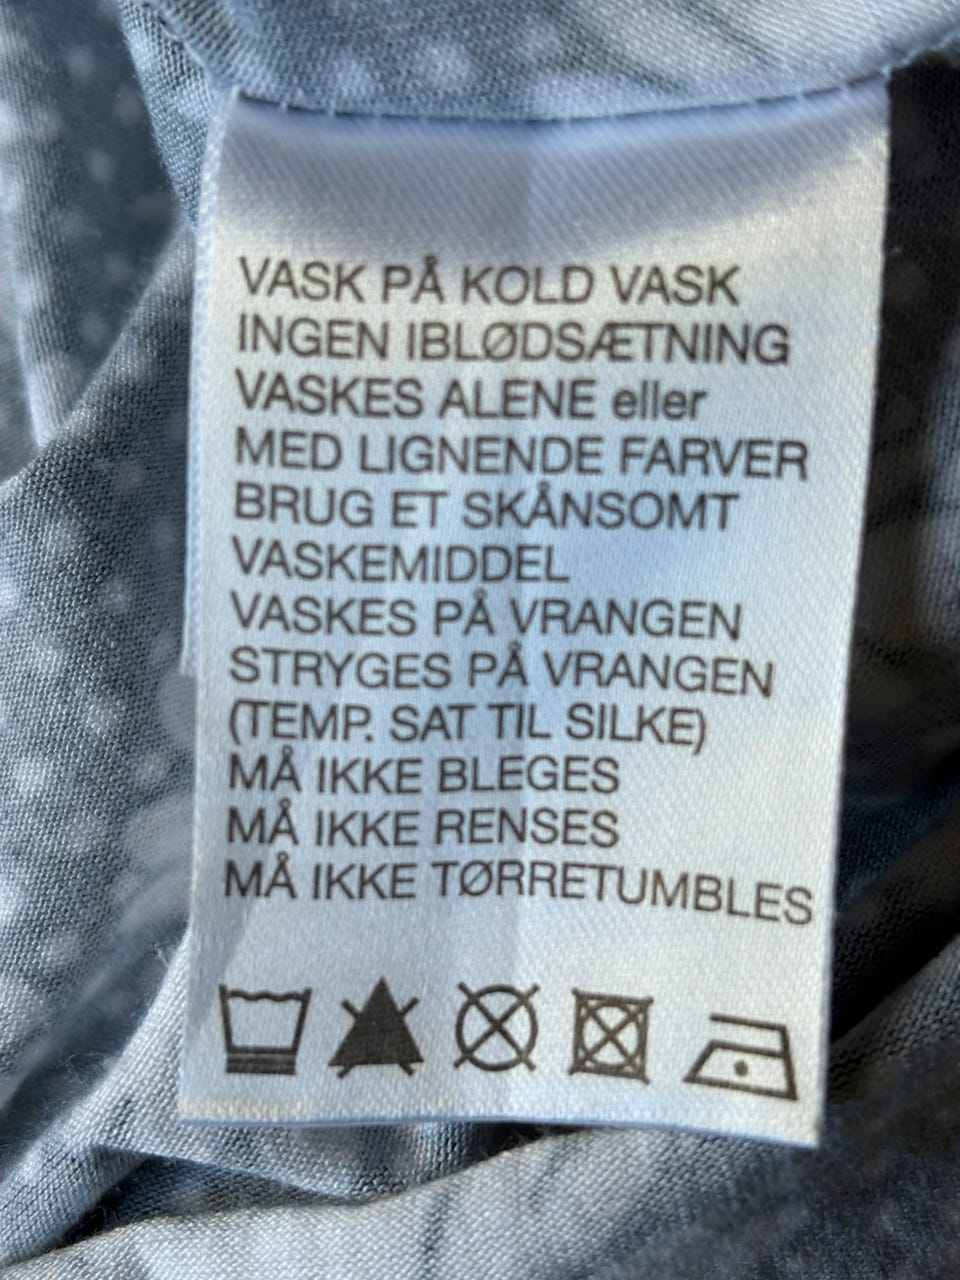 VASK PÅ KOLD VASK
INGEN IBLØDSÆTNING
VASKES ALENE eller
MED LIGNENDE FARVER
BRUG ET SKÅNSOMT
VASKEMIDDEL
VASKES PÅ VRANGEN
STRYGES PÅ VRANGEN
(TEMP. SAT TIL SILKE)
MÅ IKKE BLEGES
MÅ IKKE RENSES
MÅ IKKE TØRRETUMBLES